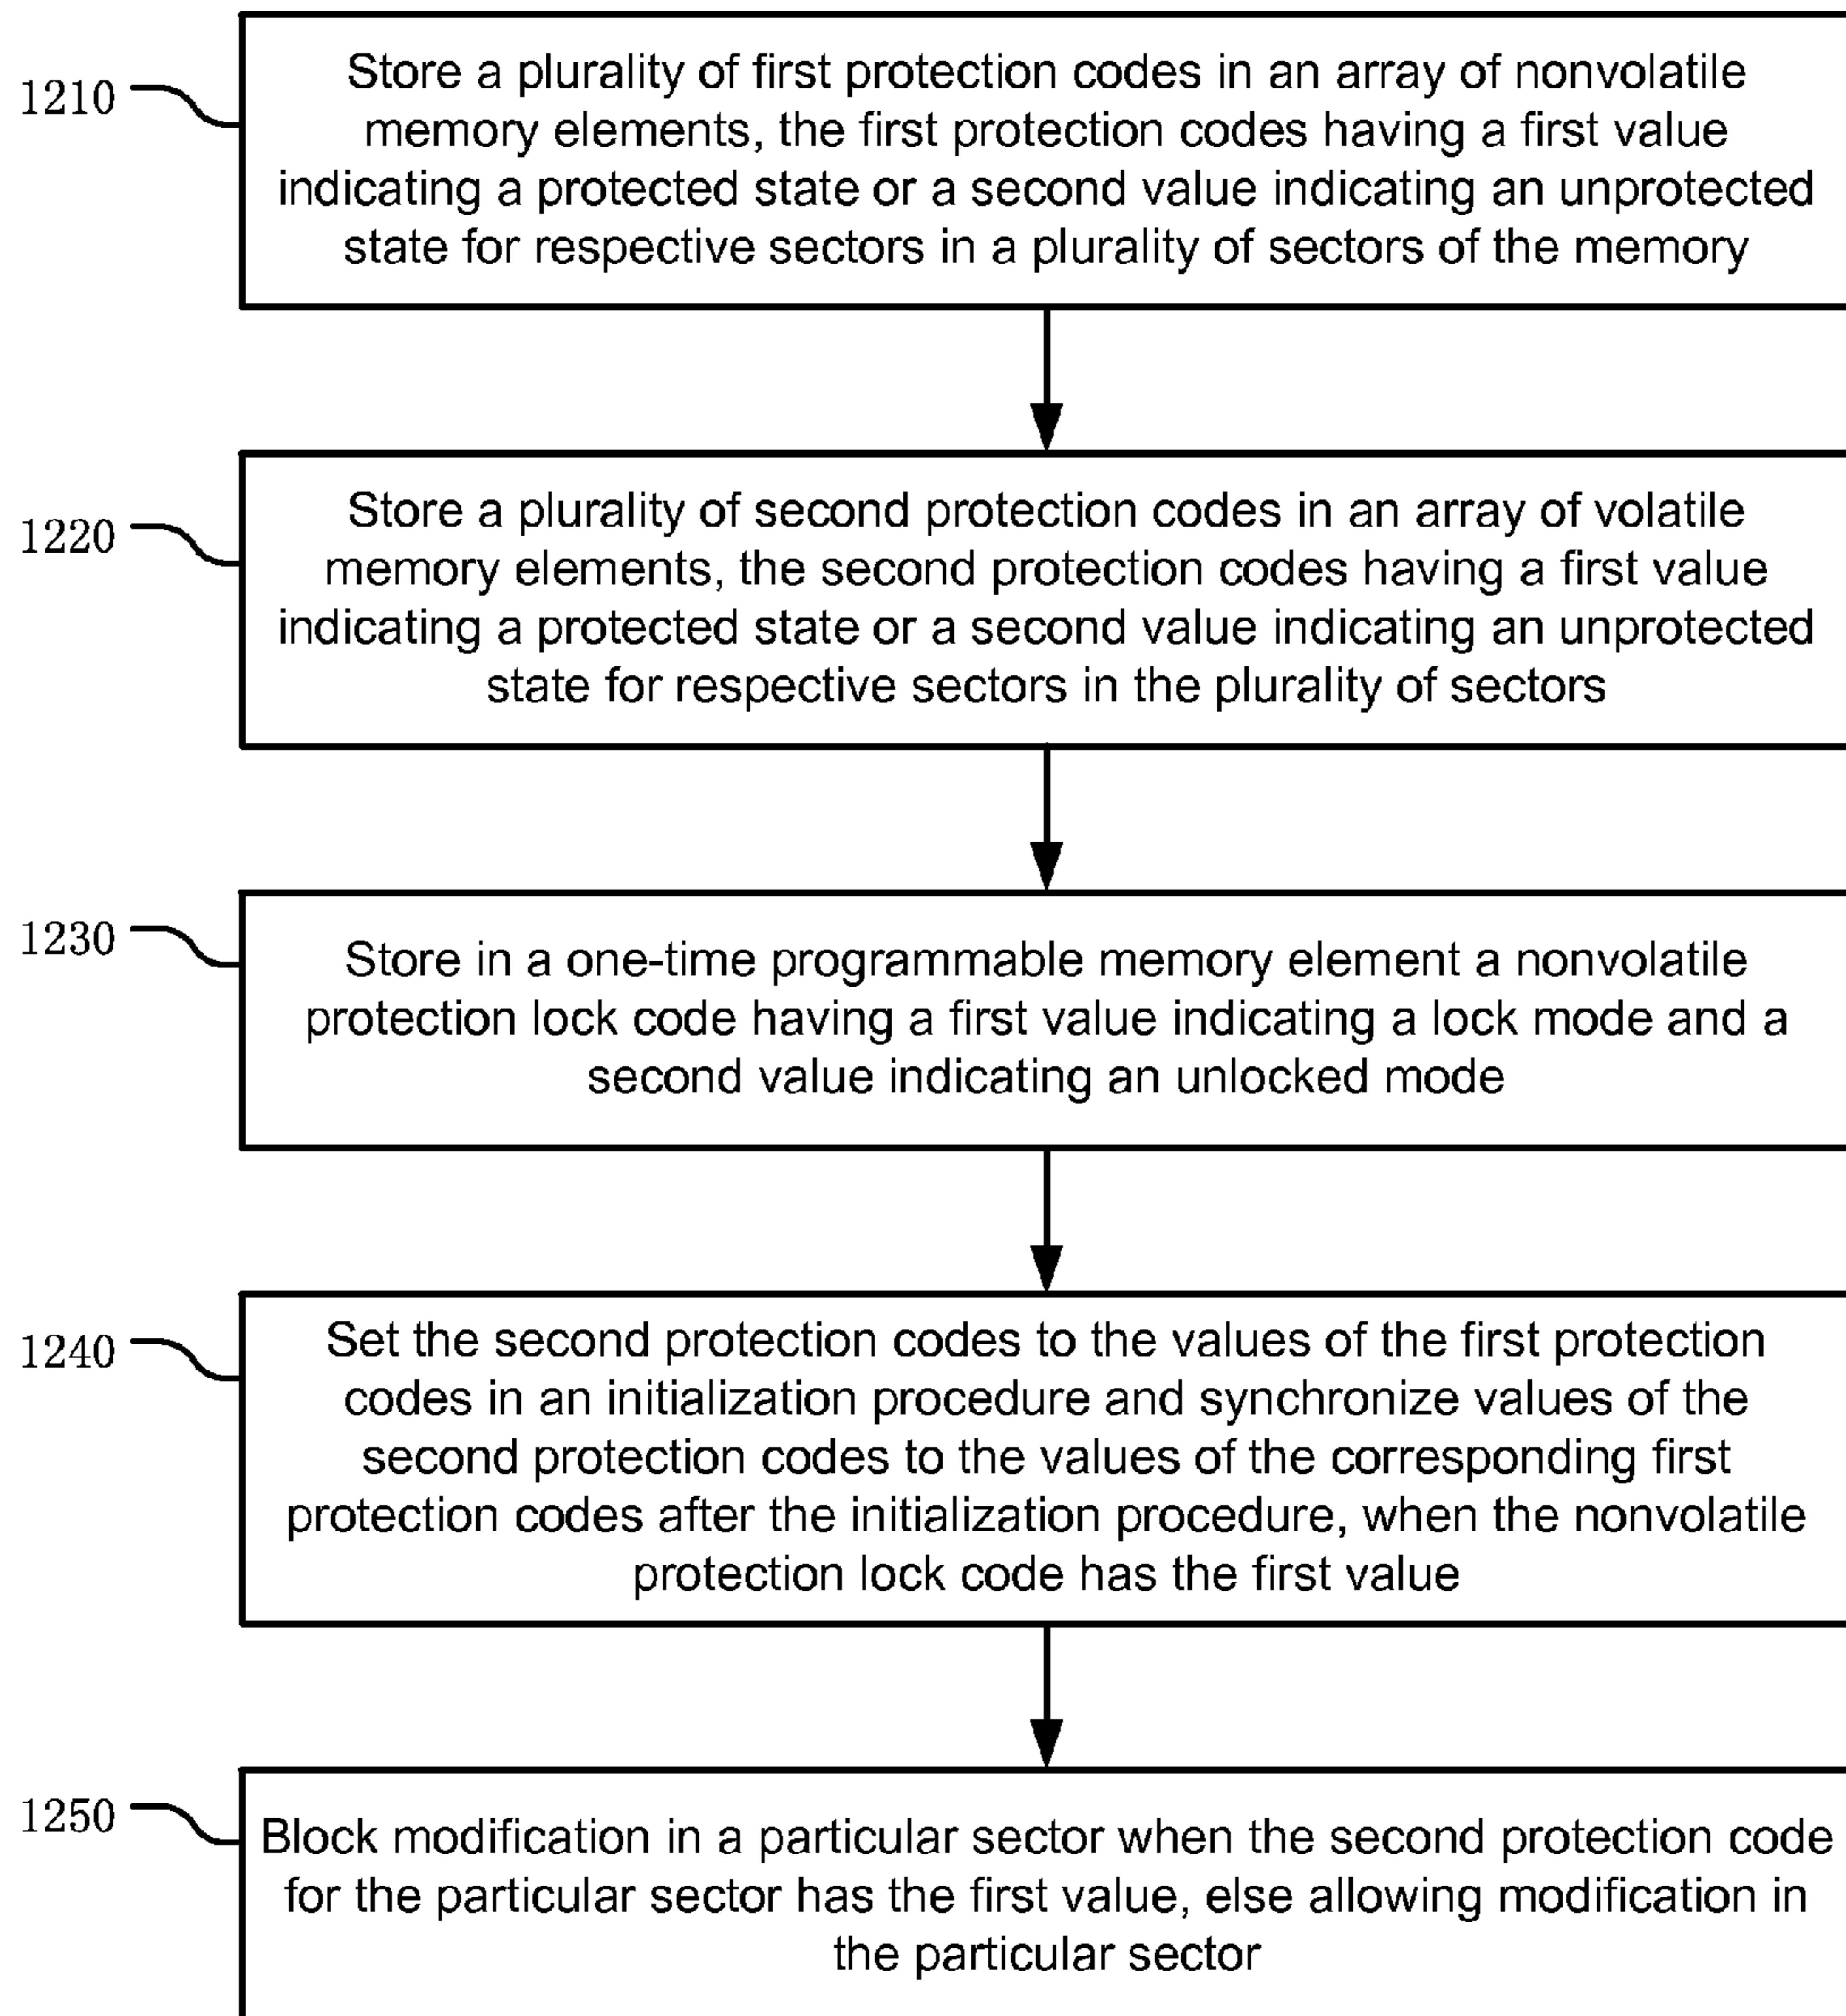 1210
Store a plurality of first protection codes in an array of nonvolatile
memory elements, the first protection codes having a first value
indicating a protected state or a second value indicating an unprotected
state for respective sectors in a plurality of sectors of the memory
1220
Store a plurality of second protection codes in an array of volatile
memory elements, the second protection codes having a first value
indicating a protected state or a second value indicating an unprotected
state for respective sectors in the plurality of sectors
1230
Store in a one-time programmable memory element a nonvolatile
protection lock code having a first value indicating a lock mode and a
second value indicating an unlocked mode
1240
Set the second protection codes to the values of the first protection
codes in an initialization procedure and synchronize values of the
second protection codes to the values of the corresponding first
protection codes after the initialization procedure, when the nonvolatile
protection lock code has the first value
1250
Block modification in a particular sector when the second protection code
for the particular sector has the first value, else allowing modification in
the particular sector